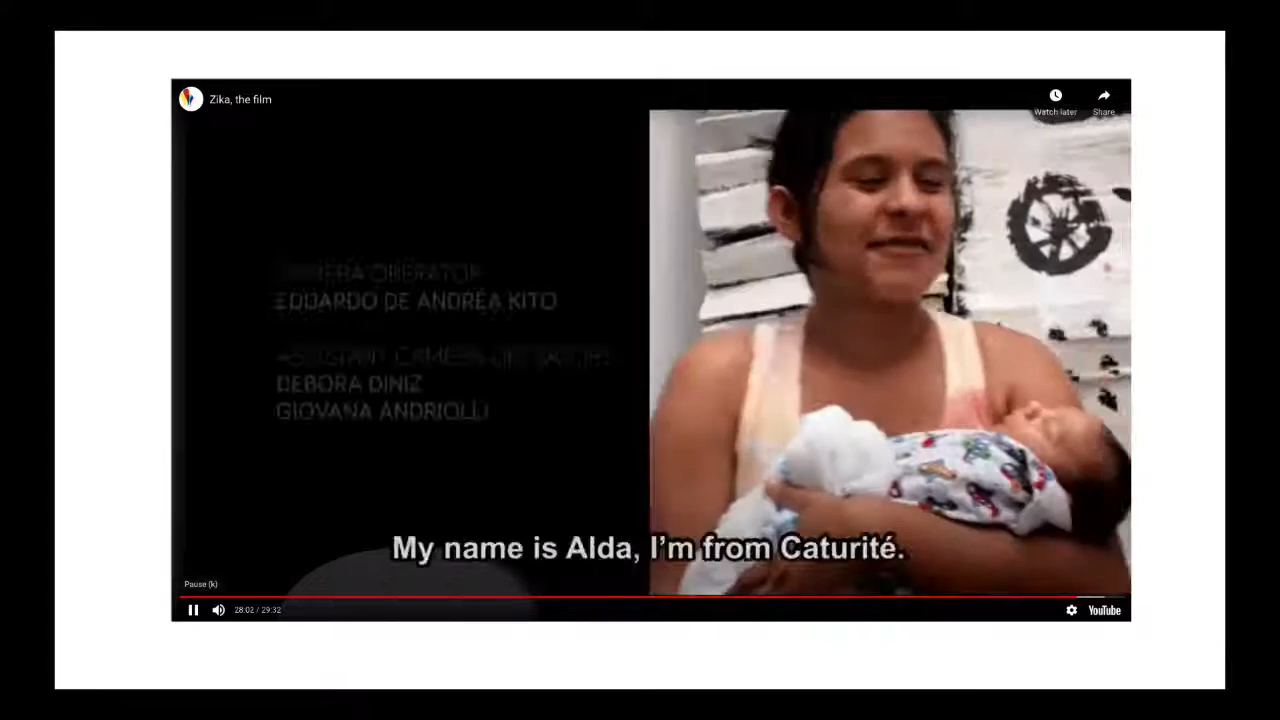 Zika, the film
Watch later
Share
EDUARDO DE ANDRÉA KITO
DEBORA DINIZ
GIOVANA ANDRIOLLI
My name is Alda, I'm from Caturité.
Pause (k)
28:02 / 29:32
YouTube